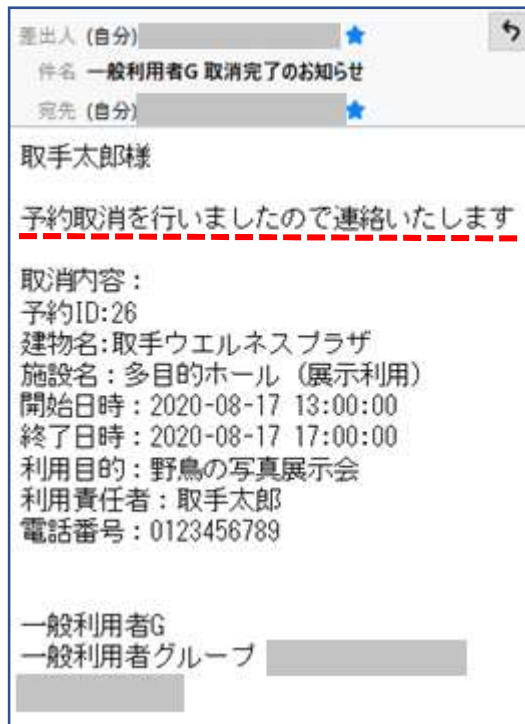 差出人 (自分)
件名 一般利用者G 取消完了のお知らせ
宛先 (自分)
取手太郎様
予約取消を行いましたので連絡いたします
取消内容：
予約ID:26
建物名:取手ウエルネスプラザ
施設名：多目的ホール（展示利用）
開始日時：2020-08-17 13:00:00
終了日時：2020-08-17 17:00:00
利用目的：野鳥の写真展示会
利用責任者：取手太郎
電話番号：0123456789
一般利用者G
一般利用者グループ